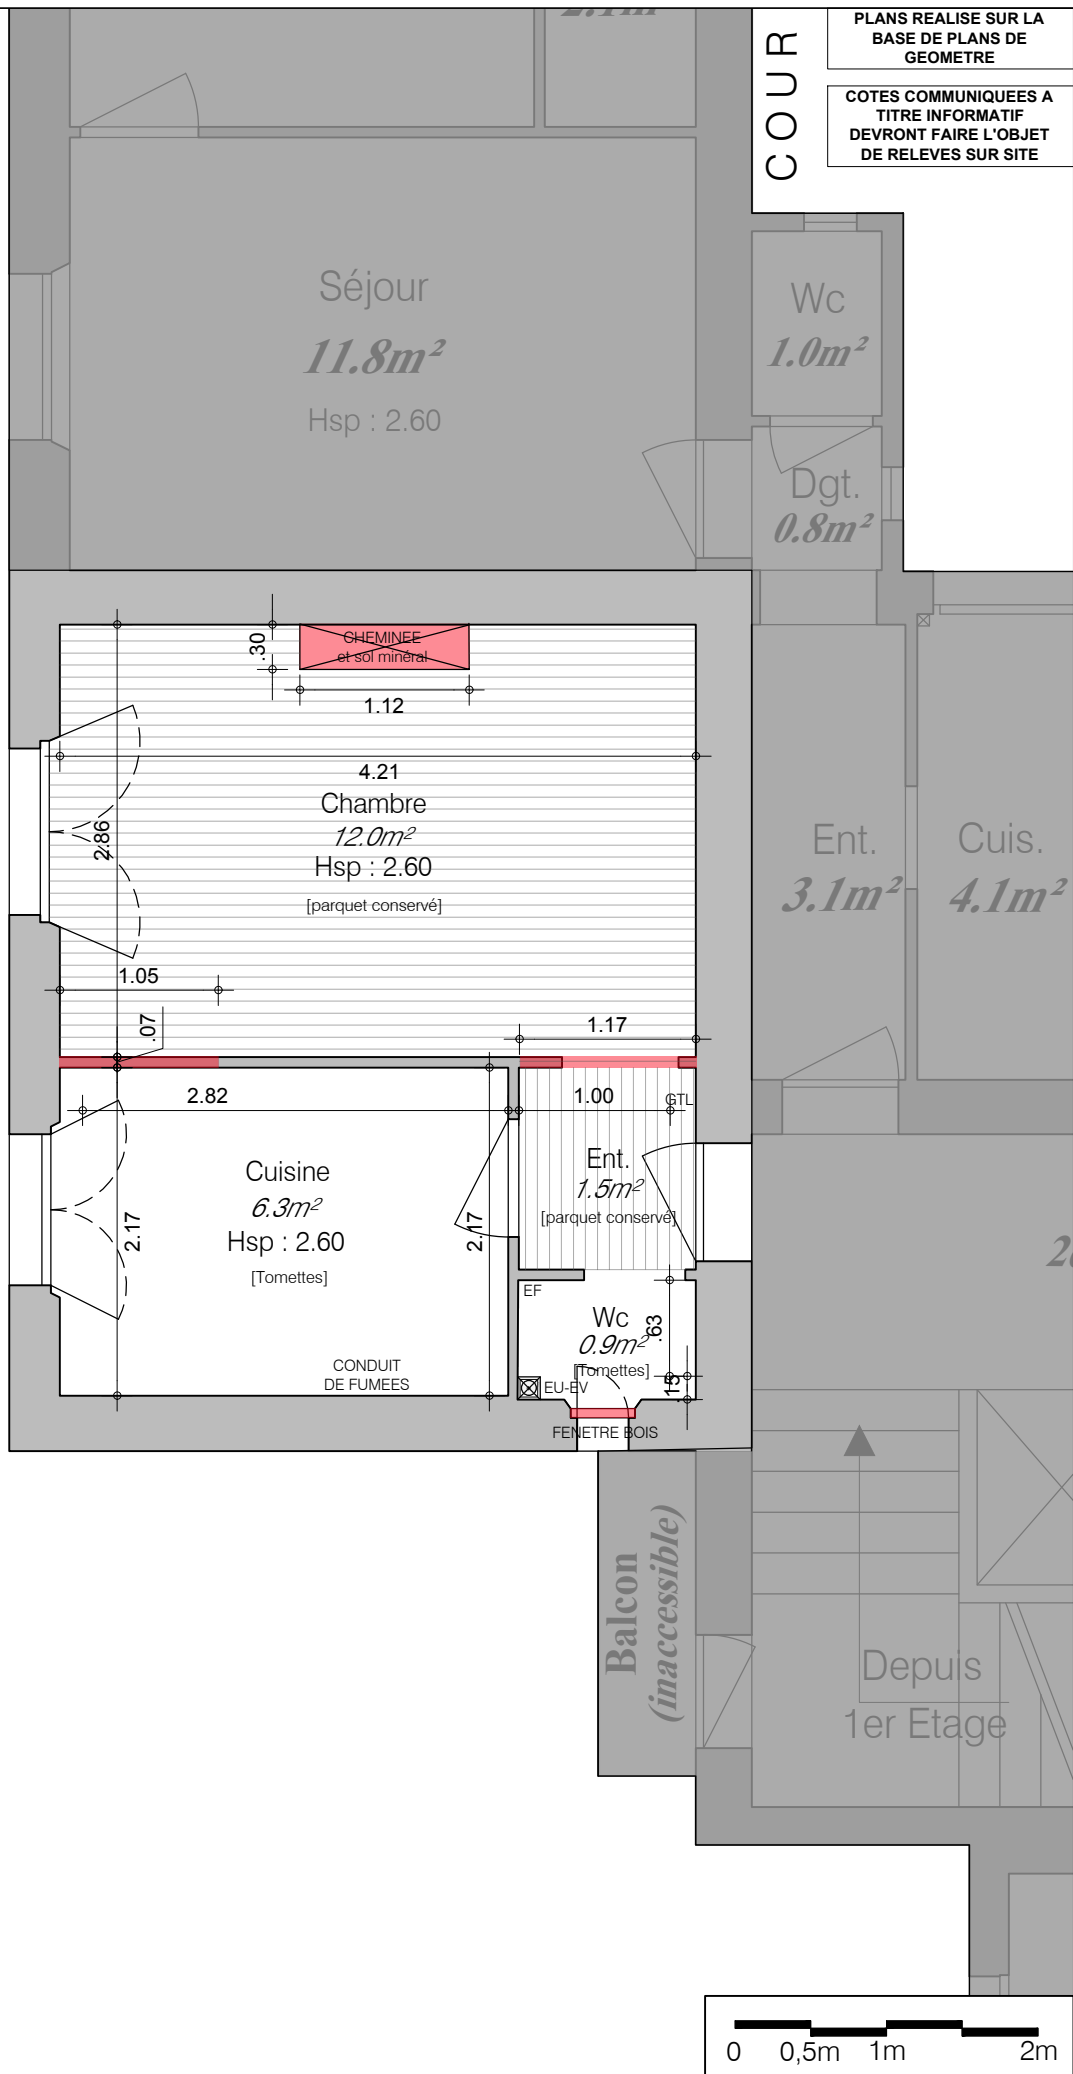 COUR
PLANS REALISE SUR LA
BASE DE PLANS DE
GEOMETRE
COTES COMMUNIQUEES A
TITRE INFORMATIF
DEVRONT FAIRE L'OBJET
DE RELEVES SUR SITE
Séjour
11.8m²
Hsp : 2.60
Wc
1.0m²
Dgt.
0.8m²
CHEMINEE
et sol minéral
.30
1.12
4.21
Chambre
12.0m²
Hsp : 2.60
[parquet conservé]
2.86
Ent.
3.1m²
Cuis.
4.1m²
1.05
.07
1.17
2.82
1.00
GTL
Cuisine
6.3m²
Hsp : 2.60
[Tomettes]
2.17
2.17
Ent.
1.5m²
[parquet conservé]
EF
Wc
0.9m²
[Tomettes]
.63
.15
EU-EV
CONDUIT
DE FUMEES
FENETRE BOIS
Balcon
(inaccessible)
Depuis
1er Etage
0 0,5m 1m 2m